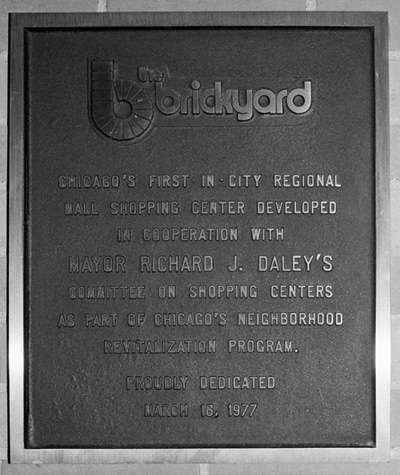 the
brickyard
CHICAGO'S FIRST IN-CITY REGIONAL
MALL SHOPPING CENTER DEVELOPED
IN COOPERATION WITH
MAYOR RICHARD J. DALEY'S
COMMITTEE ON SHOPPING CENTERS
AS PART OF CHICAGO'S NEIGHBORHOOD
REVITALIZATION PROGRAM.
PROUDLY DEDICATED
MARCH 16, 1977